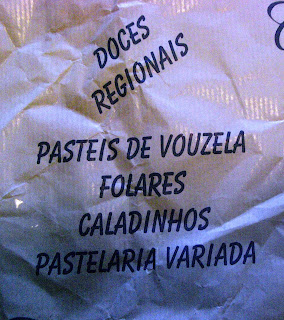 DOCES
REGIONAIS
PASTEIS DE VOUZELA
FOLARES
CALADINHOS
PASTELARIA VARIADA